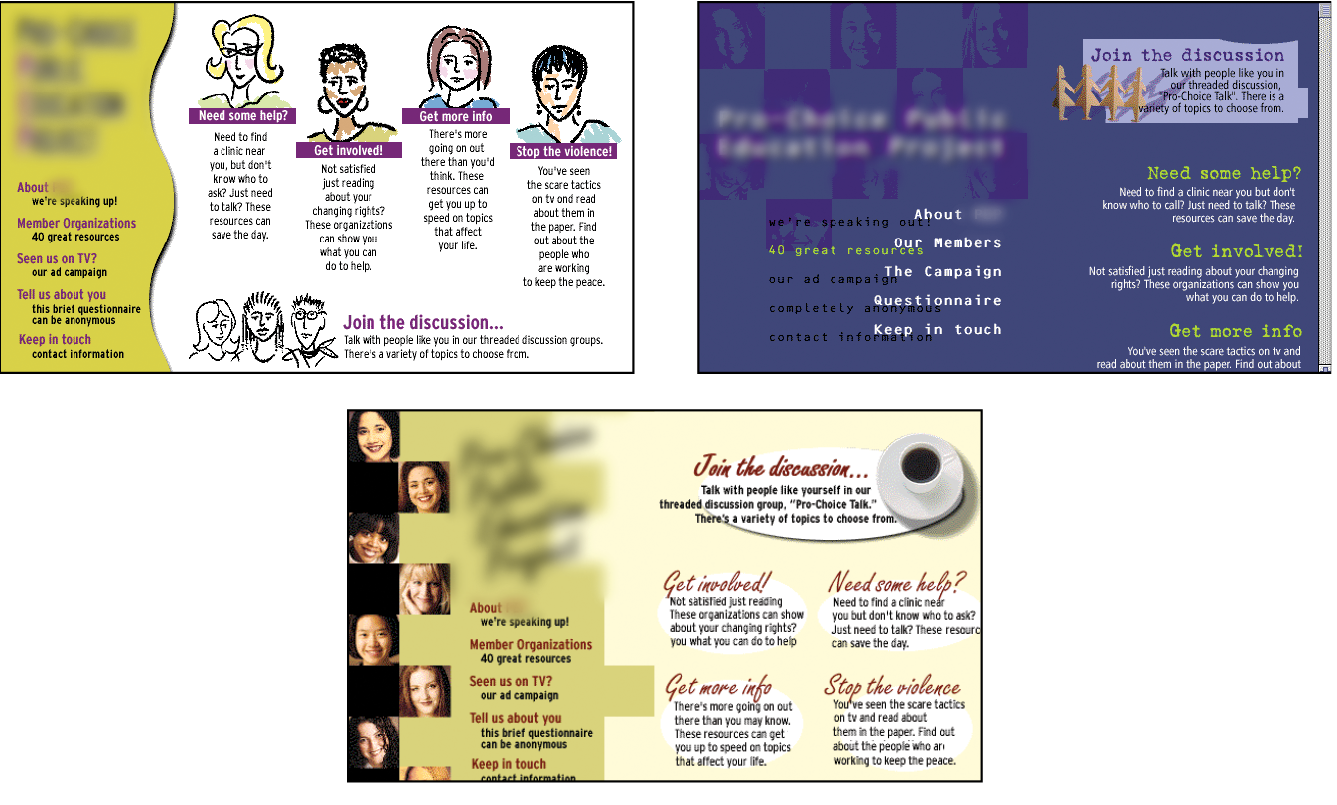 About
we're speaking up!
Member Organizations
40 great resources
Seen us on TV?
our ad campaign
Tell us about you
this brief questionnaire
can be anonymous
Keep in touch
contact information
Need some help?
Need to find
a clinic near
you, but don't
know who to
ask? Just need
to talk? These
resources can
save the day.
Get involved!
Not satisfied
just reading
about your
changing rights?
These organizations
can show you
what you can
do to help.
Get more info
There's more
going on out
there than you'd
think. These
resources can
get you up to
speed on topics
that affect
your life.
Stop the violence!
You've seen
the scare tactics
on tv and read
about them in
the paper. Find
out about the
people who
are working
to keep the peace.
Join the discussion...
Talk with people like you in our threaded discussion groups.
There's a variety of topics to choose from.
Pro-Choice Public
Education Project
About
we're speaking out!
Our Members
40 great resources
The Campaign
our ad campaign
Questionnaire
completely anonymous
Keep in touch
contact information
Join the discussion
Talk with people like you in
our threaded discussion,
"Pro-Choice Talk". There is a
variety of topics to choose from.
Need some help?
Need to find a clinic near you but don't
know who to call? Just need to talk? These
resources can save the day.
Get involved!
Not satisfied just reading about your changing
rights? These organizations can show you
what you can do to help.
Get more info
You've seen the scare tactics on tv and
read about them in the paper. Find out about
About
we're speaking up!
Member Organizations
40 great resources
Seen us on TV?
our ad campaign
Tell us about you
this brief questionnaire
can be anonymous
Keep in touch
contact information
Join the discussion...
Talk with people like yourself in our
threaded discussion group, "Pro-Choice Talk."
There's a variety of topics to choose from.
Get involved!
Not satisfied just reading
These organizations can show
about your changing rights?
you what you can do to help
Need some help?
Need to find a clinic near
you but don't know who to ask?
Just need to talk? These resourc
can save the day.
Get more info
There's more going on out
there than you may know.
These resources can get
you up to speed on topics
that affect your life.
Stop the violence
You've seen the scare tactics
on tv and read about
them in the paper. Find out
about the people who are
working to keep the peace.